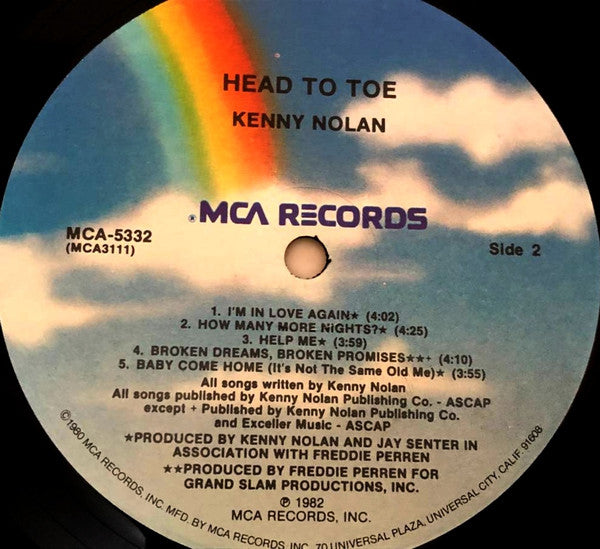 HEAD TO TOE
KENNY NOLAN
® MCA RECORDS
MCA-5332
(MCA3111)
Side 2
1. I'M IN LOVE AGAIN★ (4:02)
2. HOW MANY MORE NIGHTS?★ (4:25)
3. HELP ME★ (3:59)
4. BROKEN DREAMS, BROKEN PROMISES★★+ (4:10)
5. BABY COME HOME (It's Not The Same Old Me)★ (3:55)
All songs written by Kenny Nolan
All songs published by Kenny Nolan Publishing Co. - ASCAP
except + Published by Kenny Nolan Publishing Co.
and Exceller Music - ASCAP
★PRODUCED BY KENNY NOLAN AND JAY SENTER IN
ASSOCIATION WITH FREDDIE PERREN
★★PRODUCED BY FREDDIE PERREN FOR
GRAND SLAM PRODUCTIONS, INC.
℗ 1982
MCA RECORDS, INC.
©1980 MCA RECORDS, INC. MFD. BY MCA RECORDS, INC. 70 UNIVERSAL PLAZA, UNIVERSAL CITY, CALIF. 91608